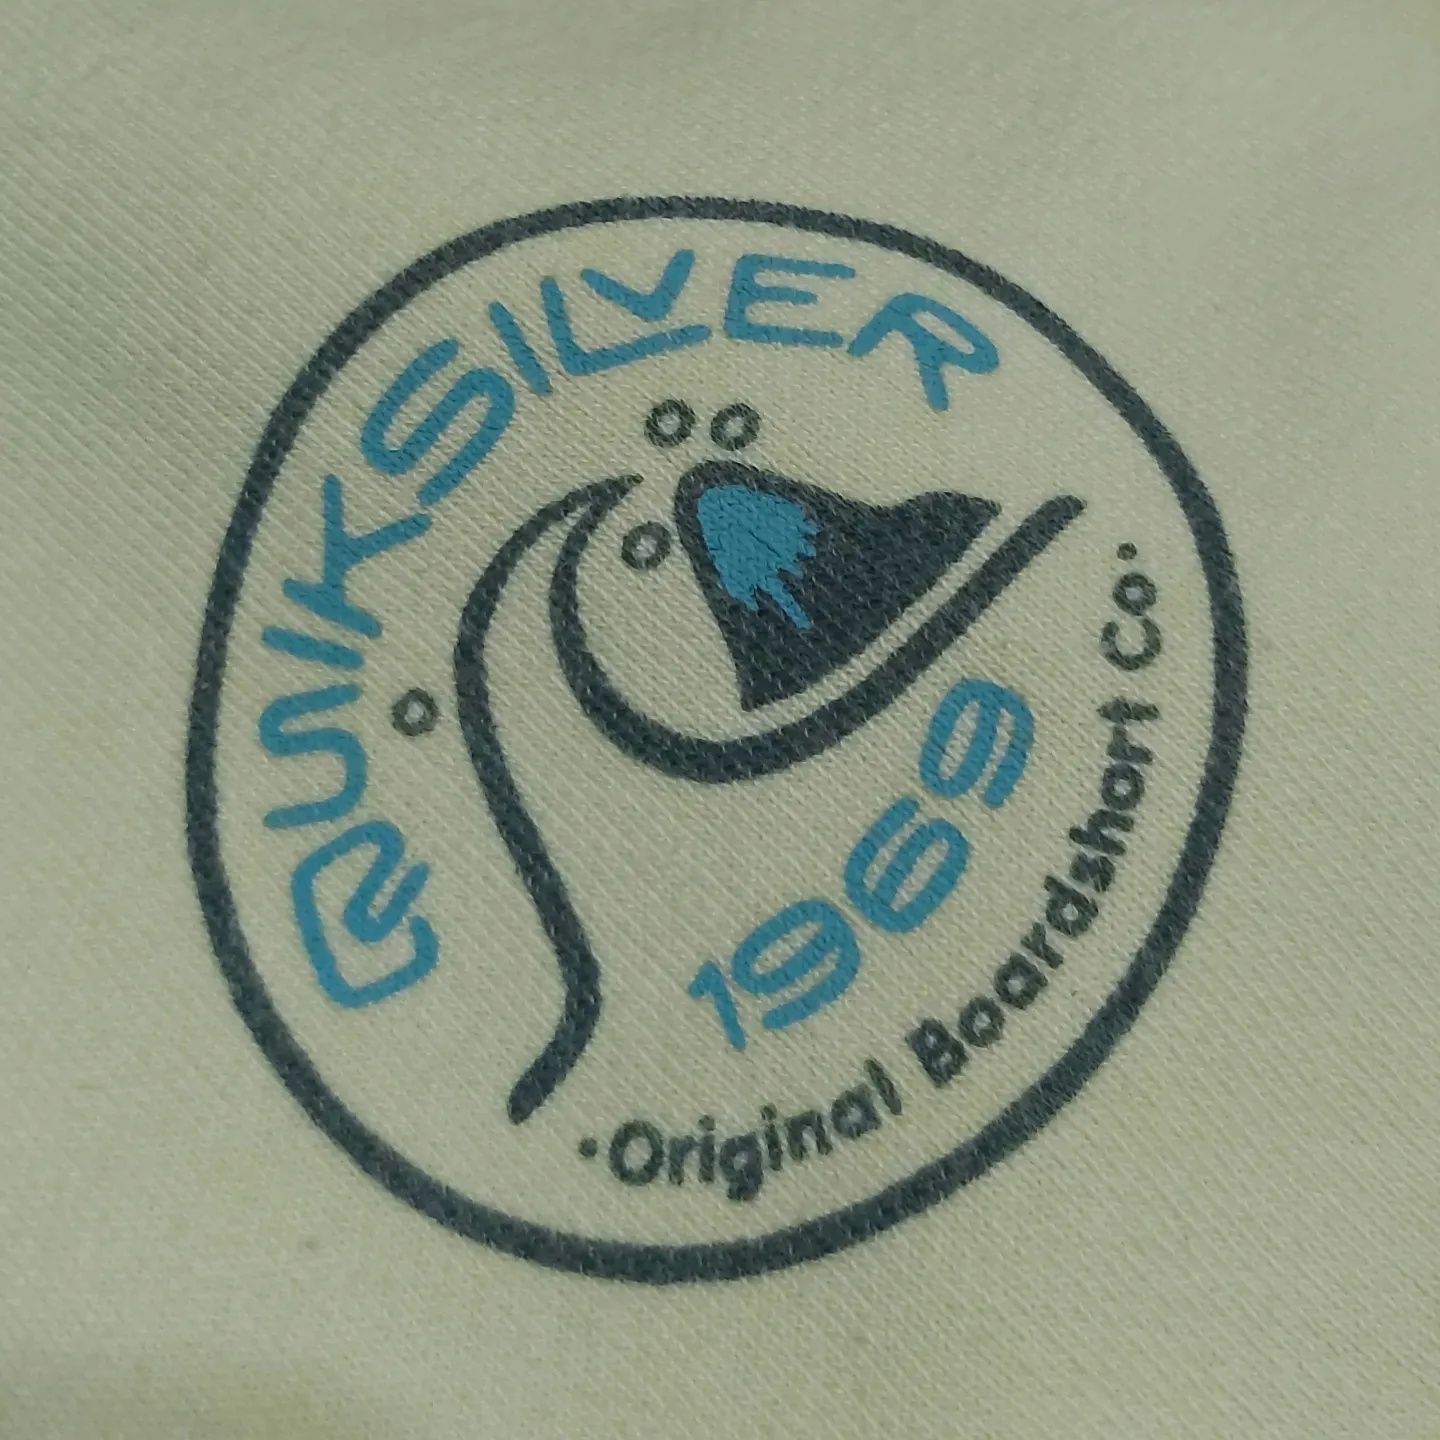 QUIKSILVER
1969
·Original Boardshort Co·